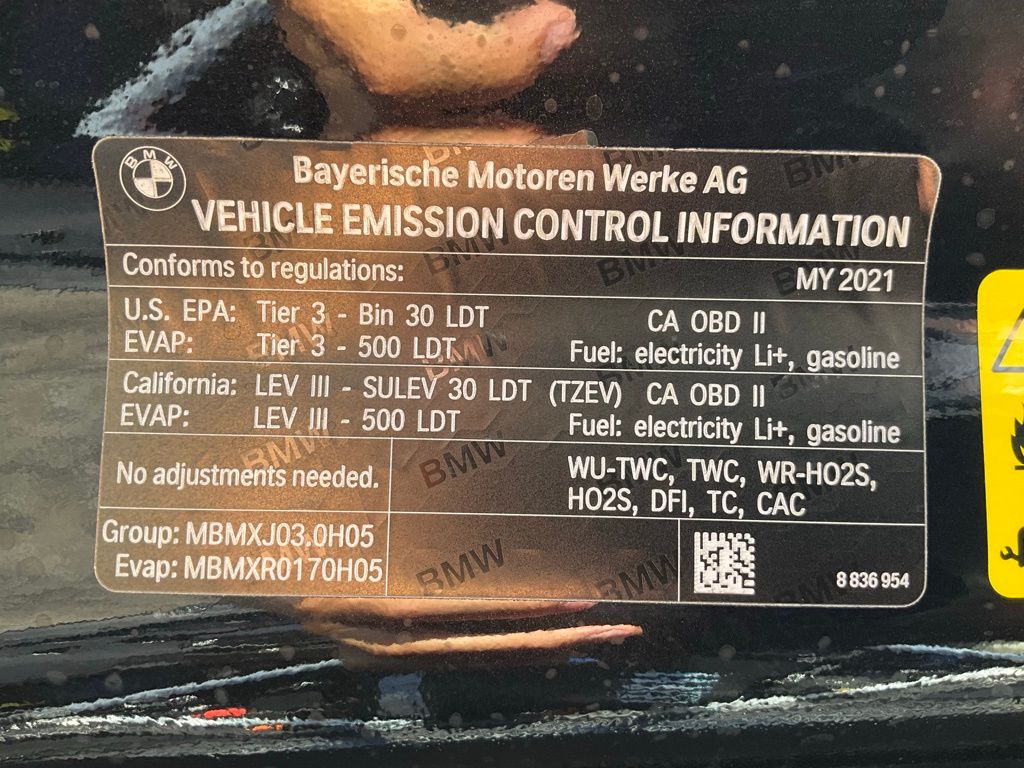 BMW
Bayerische Motoren Werke AG
VEHICLE EMISSION CONTROL INFORMATION
Conforms to regulations: MY 2021
U.S. EPA: Tier 3 - Bin 30 LDT CA OBD II
EVAP: Tier 3 - 500 LDT Fuel: electricity Li+, gasoline
California: LEV III - SULEV 30 LDT (TZEV) CA OBD II
EVAP: LEV III - 500 LDT Fuel: electricity Li+, gasoline
No adjustments needed. WU-TWC, TWC, WR-HO2S,
HO2S, DFI, TC, CAC
Group: MBMXJ03.0H05
Evap: MBMXR0170H05
8 836 954